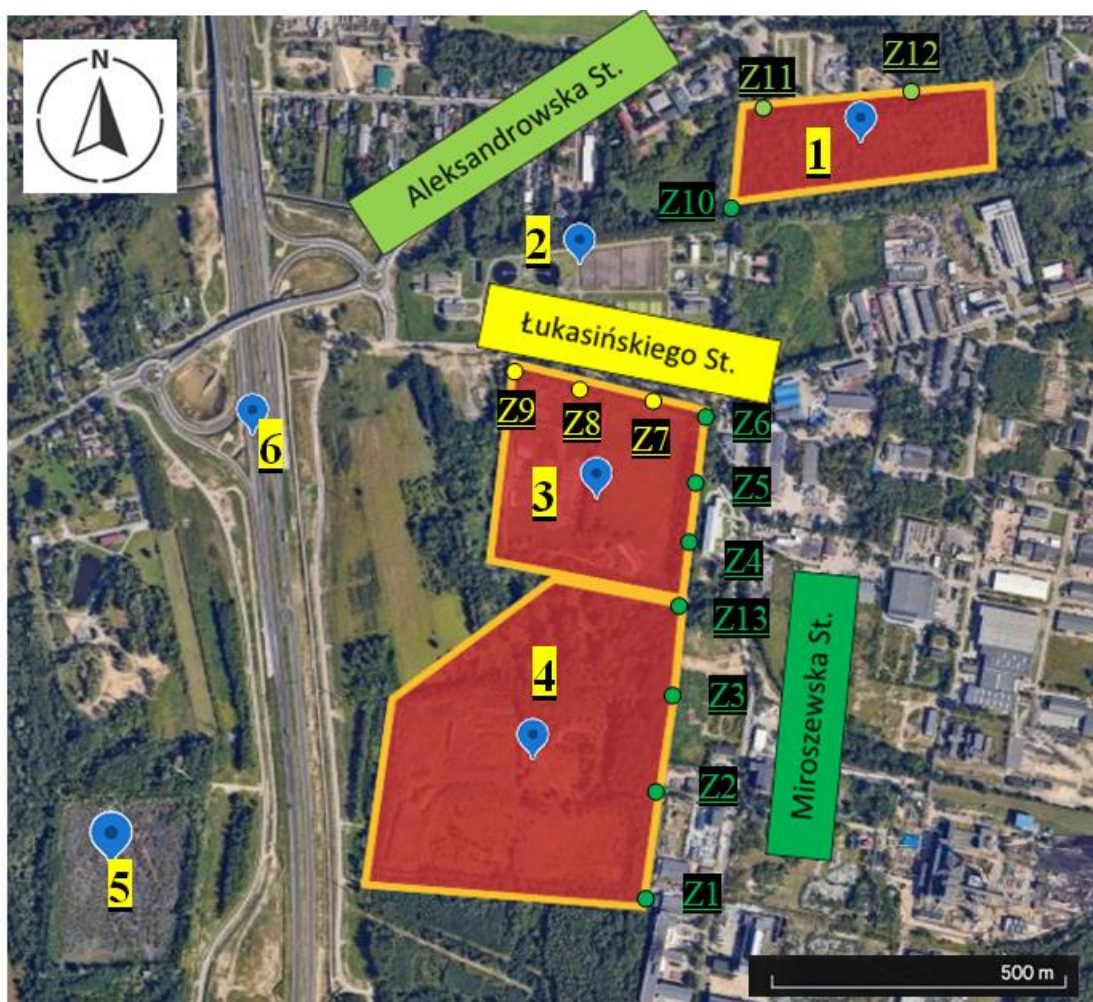 N
Aleksandrowska St.
Z11
Z12
1
Z10
2
Łukasińskiego St.
Z9
Z8
Z7
Z6
6
3
Z5
Z4
Z13
4
Z3
Miroszewska St.
Z2
5
Z1
500 m